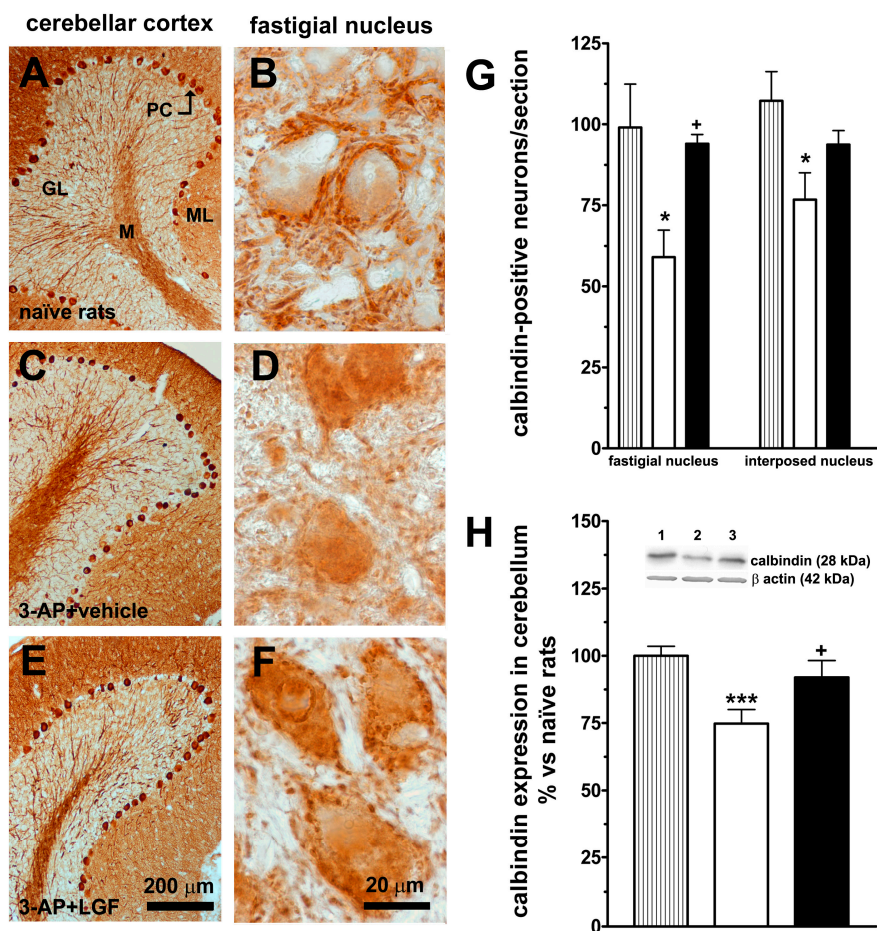 cerebellar cortex
fastigial nucleus
A
PC
GL
ML
M
naïve rats
B
C
3-AP+vehicle
D
E
3-AP+LGF
200 μm
F
20 μm
G
calbindin-positive neurons/section
125
100
75
50
25
0
*
+
*
fastigial nucleus
interposed nucleus
H
calbindin expression in cerebellum
% vs naïve rats
150
125
100
75
50
25
0
1 2 3
calbindin (28 kDa)
β actin (42 kDa)
***
+